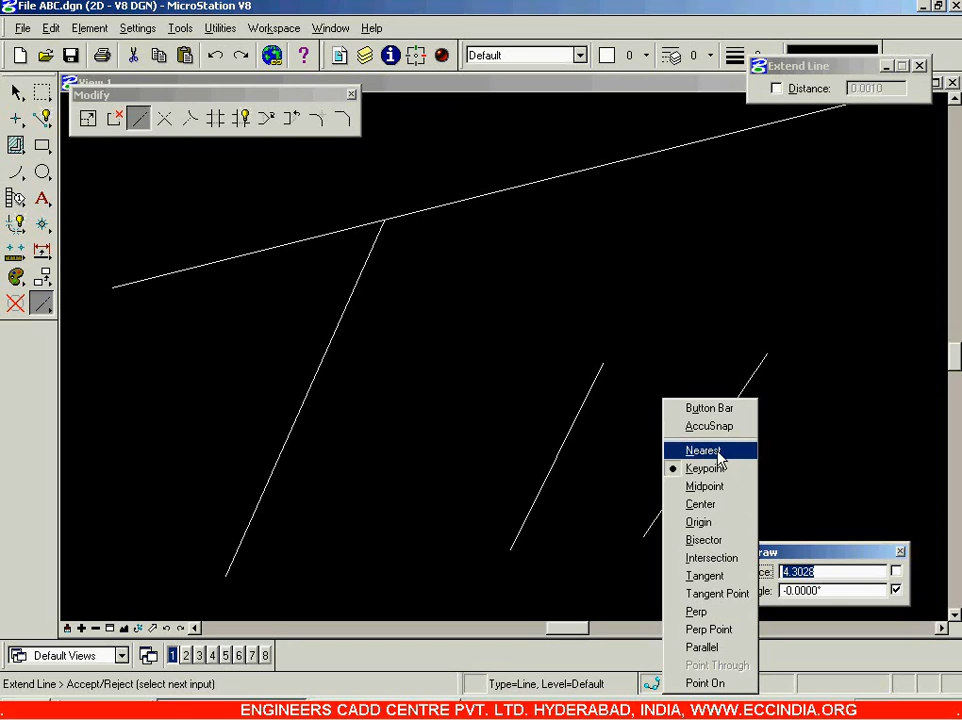 File ABC.dgn (2D - V8 DGN) - MicroStation V8
File Edit Element Settings Tools Utilities Workspace Window Help
Default
0
0
Extend Line
Distance: 0.0010
View 1
Modify
Button Bar
AccuSnap
Nearest
Keypoint
Midpoint
Center
Origin
Bisector
Intersection
Tangent
Tangent Point
Perp
Perp Point
Parallel
Point Through
Point On
raw
ce: 4.3028
gle: -0.0000°
Default Views 1 2 3 4 5 6 7 8
Extend Line > Accept/Reject (select next input) Type=Line, Level=Default
ENGINEERS CADD CENTRE PVT. LTD. HYDERABAD, INDIA, WWW.ECCINDIA.ORG